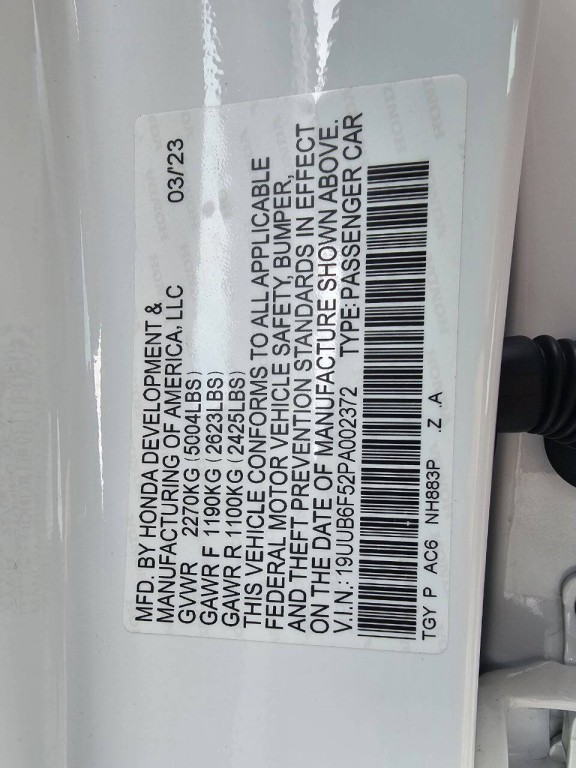 MFD. BY HONDA DEVELOPMENT &
MANUFACTURING OF AMERICA, LLC 03/'23
GVWR 2270KG (5004LBS)
GAWR F 1190KG (2623LBS)
GAWR R 1100KG (2425LBS)
THIS VEHICLE CONFORMS TO ALL APPLICABLE
FEDERAL MOTOR VEHICLE SAFETY, BUMPER,
AND THEFT PREVENTION STANDARDS IN EFFECT
ON THE DATE OF MANUFACTURE SHOWN ABOVE.
V.I.N.: 19UUB6F52PA002372 TYPE: PASSENGER CAR
TGY P AC6 NH883P .Z .A